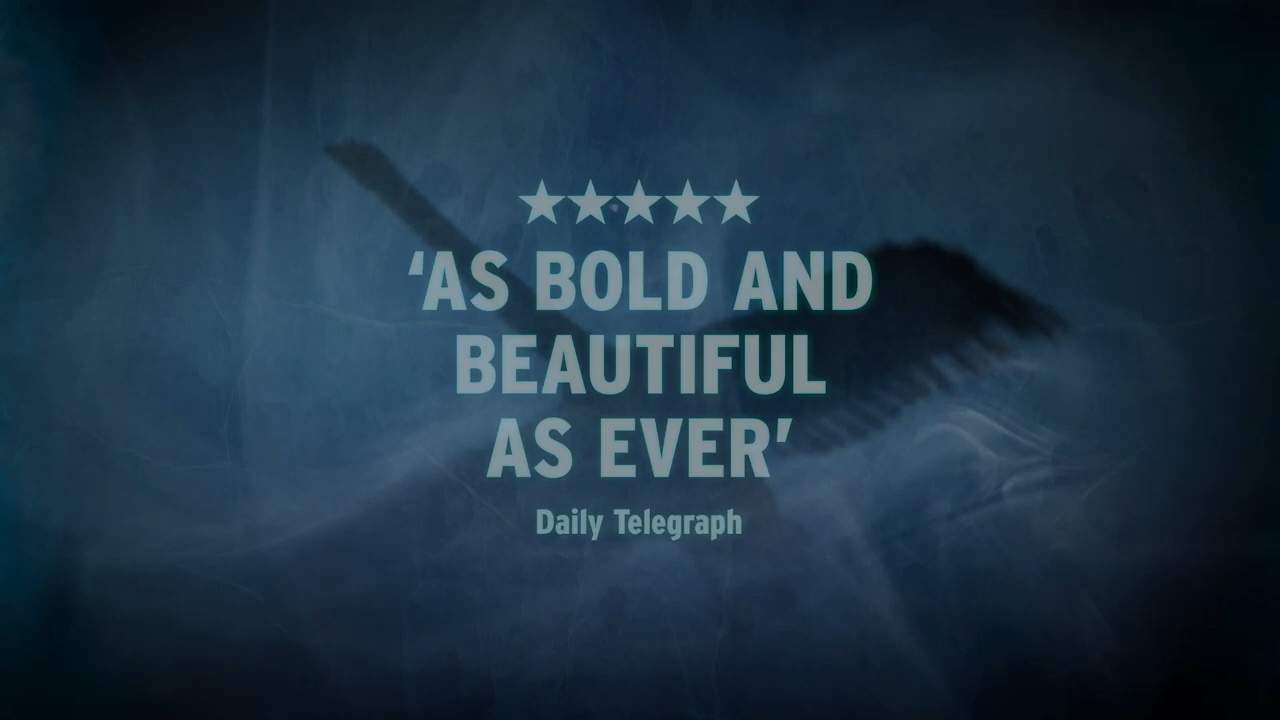 ★★★★★
‘AS BOLD AND
BEAUTIFUL
AS EVER’
Daily Telegraph